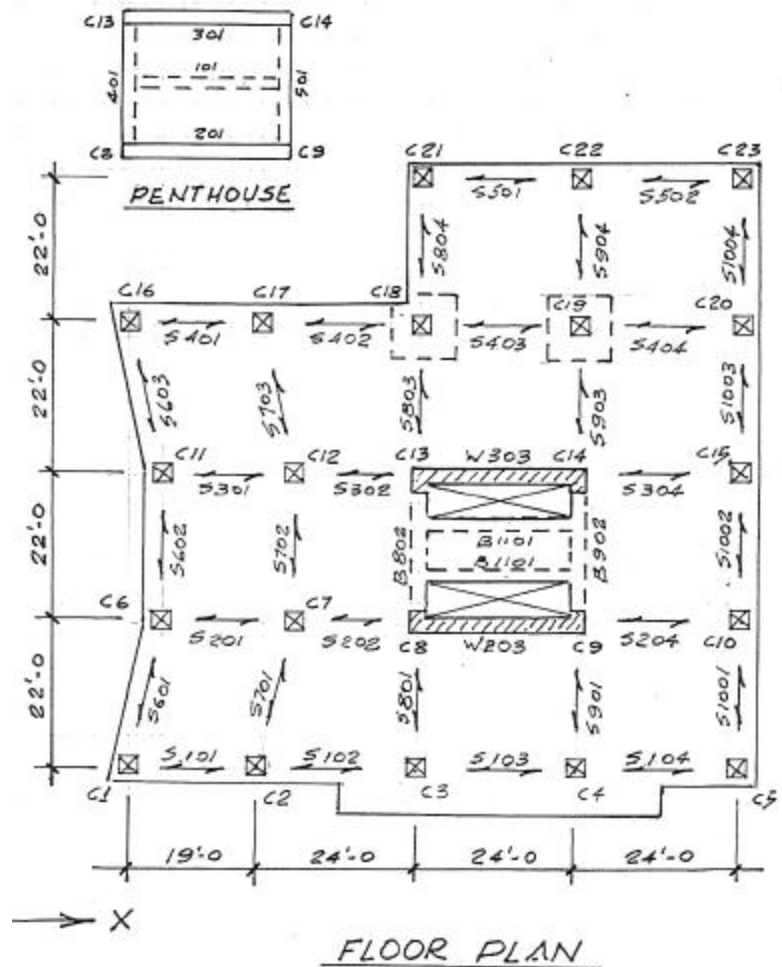 C13 301 C14
101
401
501
201
C8 C9
PENTHOUSE
C21 C22 C23
S501 S502
22'-0
S804 S904 S1004
C16 C17 C18 C19 C20
S401 S402 S403 S404
22'-0
S603 S703 S803 S903 S1003
C11 C12 C13 W303 C14 C15
S301 S302 S304
22'-0
S602 S702 B802 B1101 B902 S1002
B1101
C6 C7 C8 W203 C9 C10
S201 S202 S204
22'-0
S601 S701 S801 S901 S1001
S101 S102 S103 S104
C1 C2 C3 C4 C5
19'-0 24'-0 24'-0 24'-0
X
FLOOR PLAN